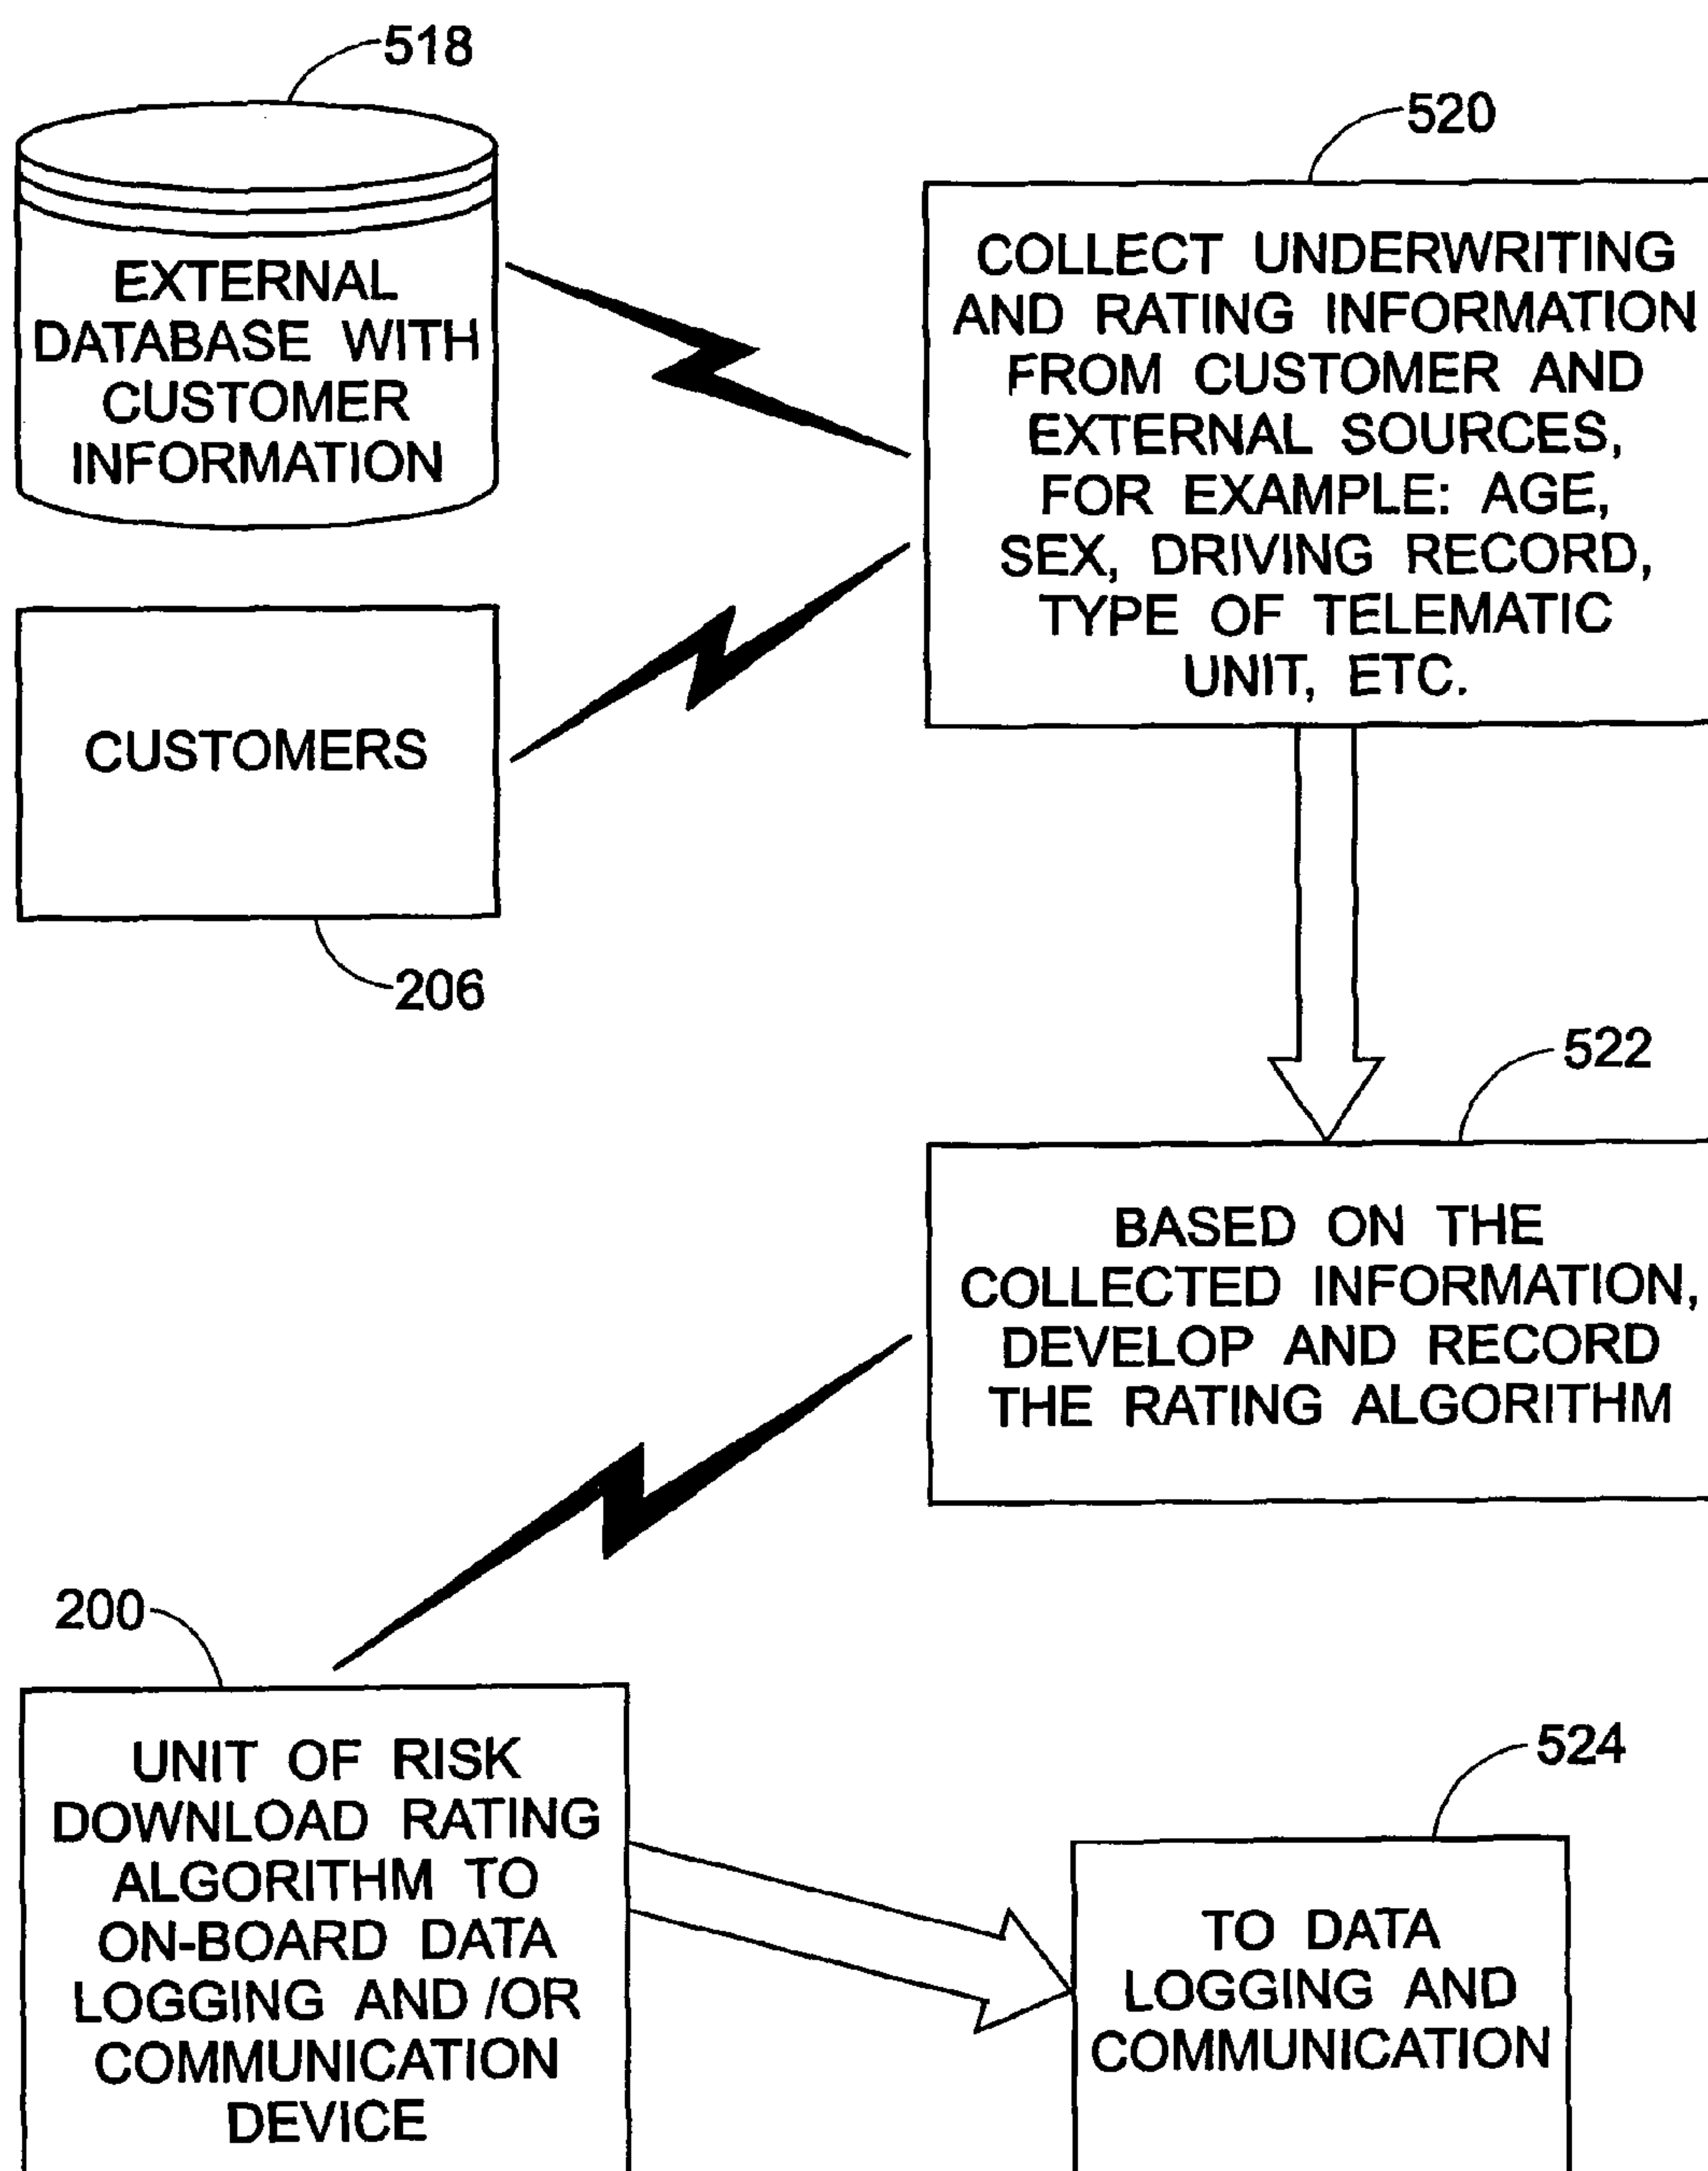 518
EXTERNAL
DATABASE WITH
CUSTOMER
INFORMATION
520
COLLECT UNDERWRITING
AND RATING INFORMATION
FROM CUSTOMER AND
EXTERNAL SOURCES,
FOR EXAMPLE: AGE,
SEX, DRIVING RECORD,
TYPE OF TELEMATIC
UNIT, ETC.
CUSTOMERS
206
522
BASED ON THE
COLLECTED INFORMATION,
DEVELOP AND RECORD
THE RATING ALGORITHM
200
UNIT OF RISK
DOWNLOAD RATING
ALGORITHM TO
ON-BOARD DATA
LOGGING AND /OR
COMMUNICATION
DEVICE
524
TO DATA
LOGGING AND
COMMUNICATION